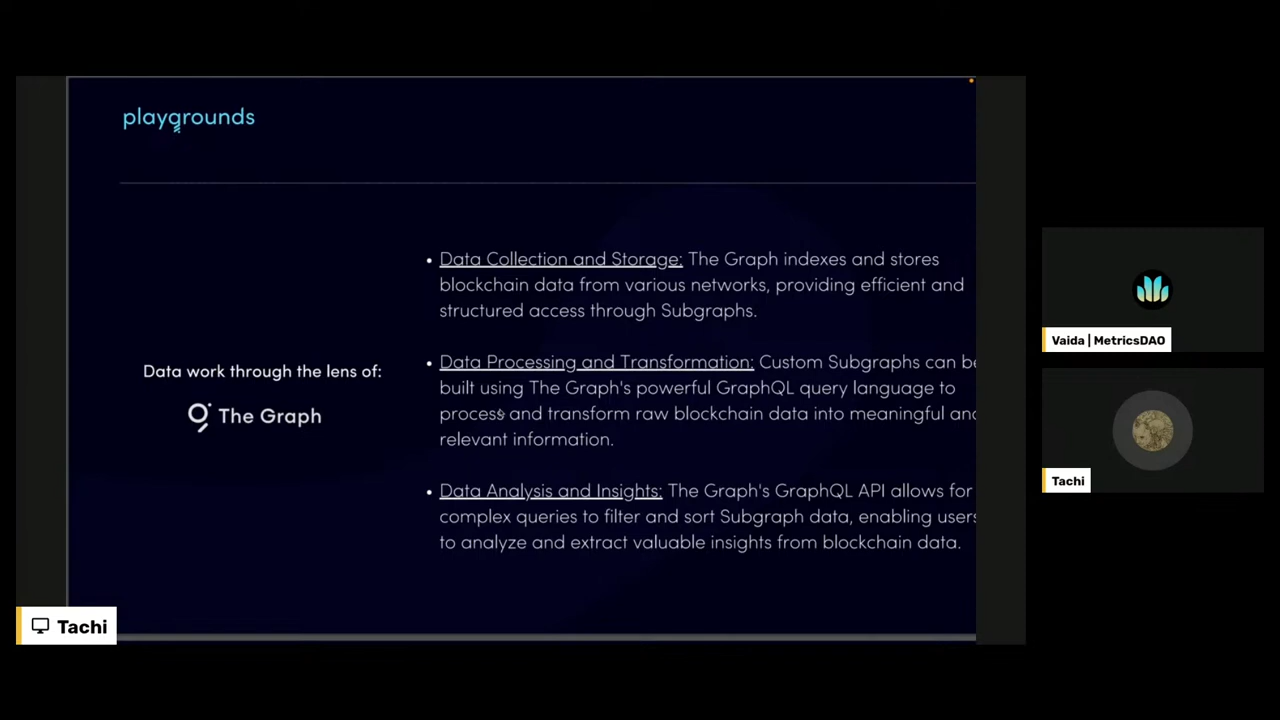 playgrounds
Data work through the lens of:
The Graph
• Data Collection and Storage: The Graph indexes and stores
blockchain data from various networks, providing efficient and
structured access through Subgraphs.
• Data Processing and Transformation: Custom Subgraphs can be
built using The Graph's powerful GraphQL query language to
process and transform raw blockchain data into meaningful and
relevant information.
• Data Analysis and Insights: The Graph's GraphQL API allows for
complex queries to filter and sort Subgraph data, enabling users
to analyze and extract valuable insights from blockchain data.
Tachi
Vaida | MetricsDAO
Tachi